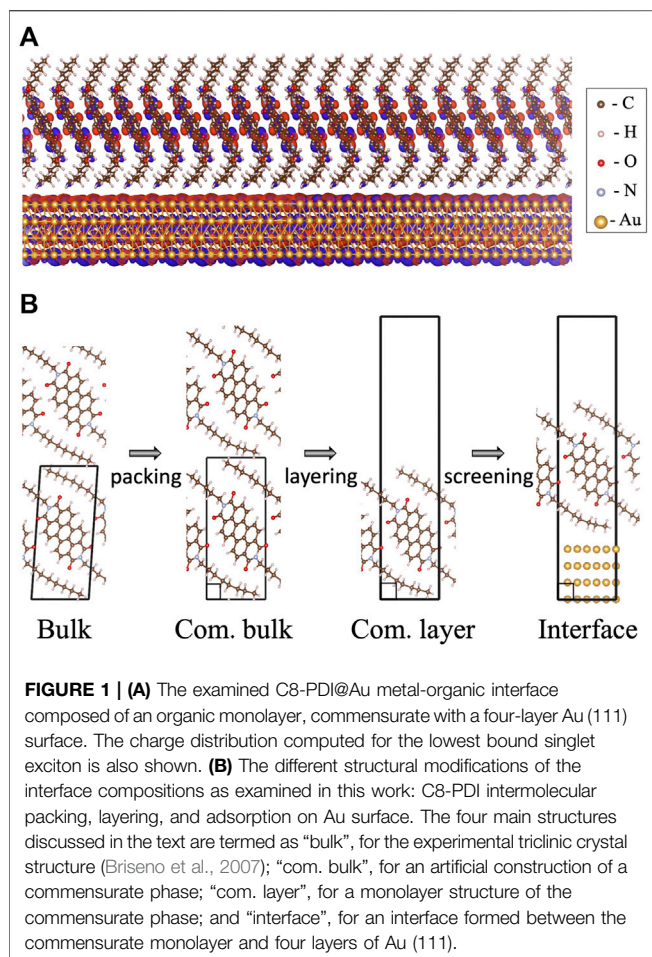 A
- C
- H
- O
- N
- Au
B
packing
layering
screening
Bulk
Com. bulk
Com. layer
Interface
FIGURE 1 | (A) The examined C8-PDI@Au metal-organic interface
composed of an organic monolayer, commensurate with a four-layer Au (111)
surface. The charge distribution computed for the lowest bound singlet
exciton is also shown. (B) The different structural modifications of the
interface compositions as examined in this work: C8-PDI intermolecular
packing, layering, and adsorption on Au surface. The four main structures
discussed in the text are termed as “bulk”, for the experimental triclinic crystal
structure (Briseno et al., 2007); “com. bulk”, for an artificial construction of a
commensurate phase; “com. layer”, for a monolayer structure of the
commensurate phase; and “interface”, for an interface formed between the
commensurate monolayer and four layers of Au (111).